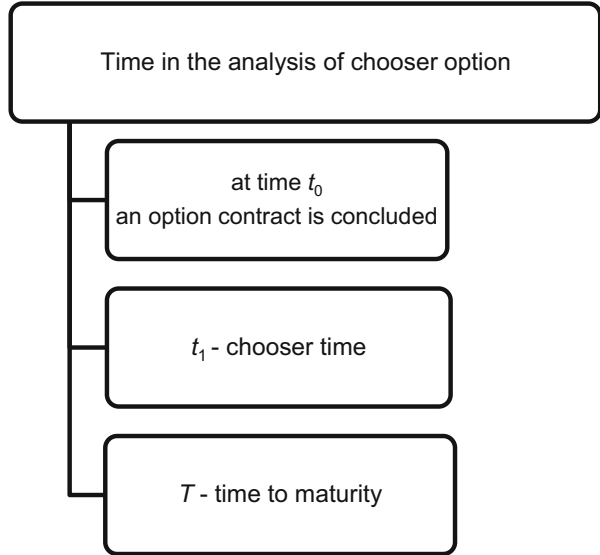 Time in the analysis of chooser option
at time t₀
an option contract is concluded
t₁ - chooser time
T - time to maturity